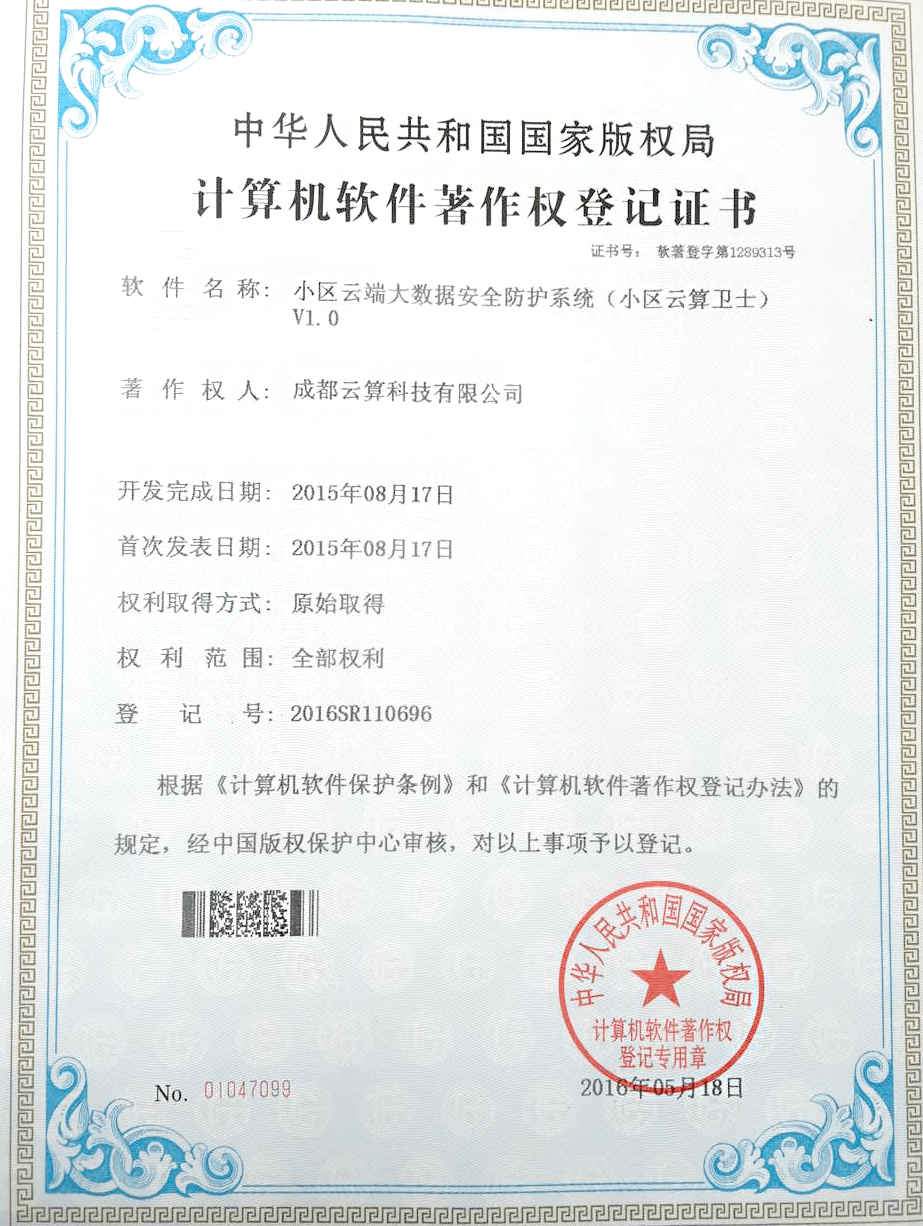 中华人民共和国国家版权局
计算机软件著作权登记证书
证书号： 软著登字第1289313号
软件名称： 小区云端大数据安全防护系统（小区云算卫士）
V1.0
著作权人： 成都云算科技有限公司
开发完成日期： 2015年08月17日
首次发表日期： 2015年08月17日
权利取得方式： 原始取得
权利范围： 全部权利
登记号： 2016SR110696
根据《计算机软件保护条例》和《计算机软件著作权登记办法》的
规定，经中国版权保护中心审核，对以上事项予以登记。
中华人民共和国国家版权局
计算机软件著作权
登记专用章
No. 01047099
2016年05月18日